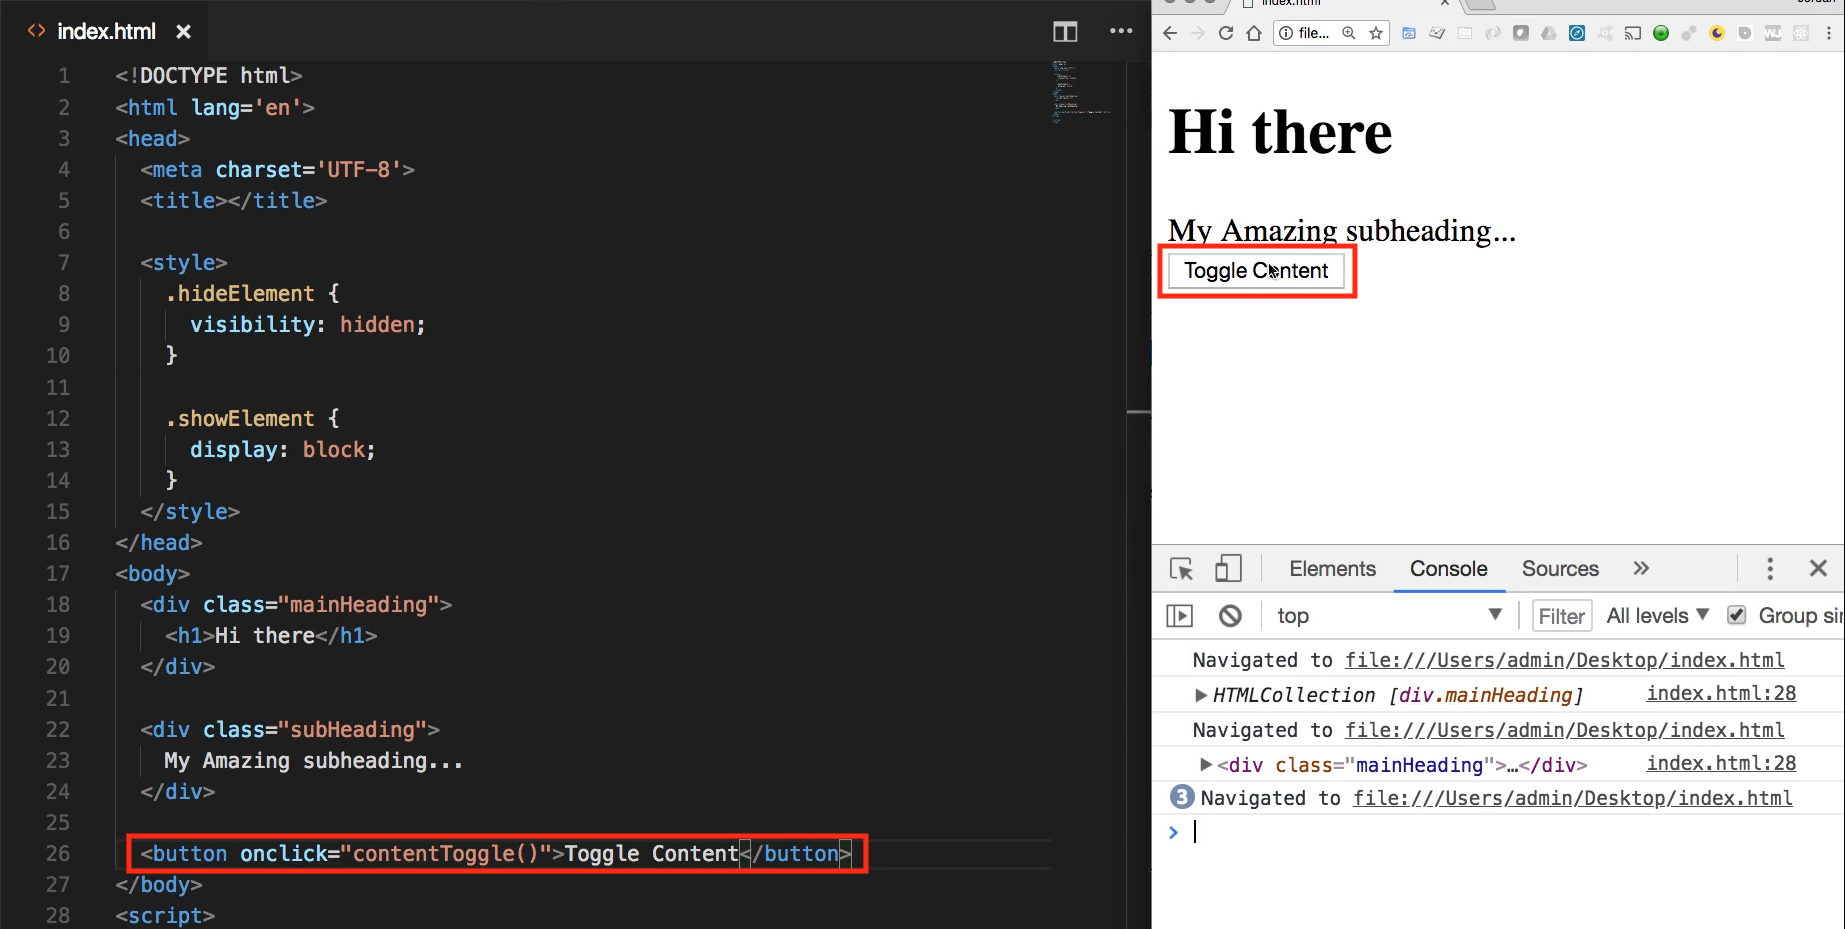 index.html
1 <!DOCTYPE html>
2 <html lang='en'>
3 <head>
4 <meta charset='UTF-8'>
5 <title></title>
6
7 <style>
8 .hideElement {
9 visibility: hidden;
10 }
11
12 .showElement {
13 display: block;
14 }
15 </style>
16 </head>
17 <body>
18 <div class="mainHeading">
19 <h1>Hi there</h1>
20 </div>
21
22 <div class="subHeading">
23 My Amazing subheading...
24 </div>
25
26 <button onclick="contentToggle()">Toggle Content</button>
27 </body>
28 <script>
index.html
file...
Hi there
My Amazing subheading...
Toggle Content
Elements Console Sources
top Filter All levels Group sin
Navigated to file:///Users/admin/Desktop/index.html
HTMLCollection [div.mainHeading] index.html:28
Navigated to file:///Users/admin/Desktop/index.html
<div class="mainHeading">…</div> index.html:28
3 Navigated to file:///Users/admin/Desktop/index.html